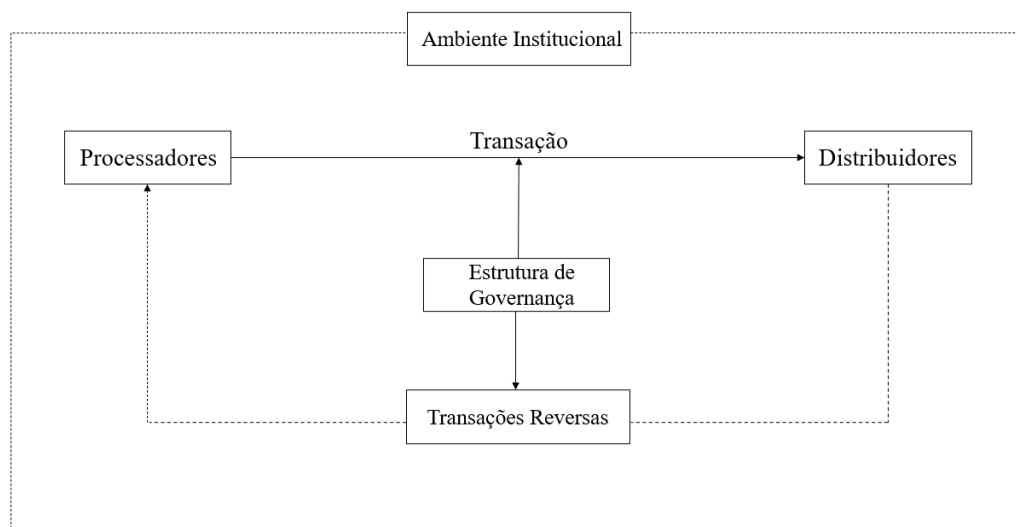 Ambiente Institucional
Transação
Processadores
Distribuidores
Estrutura de
Governança
Transações Reversas